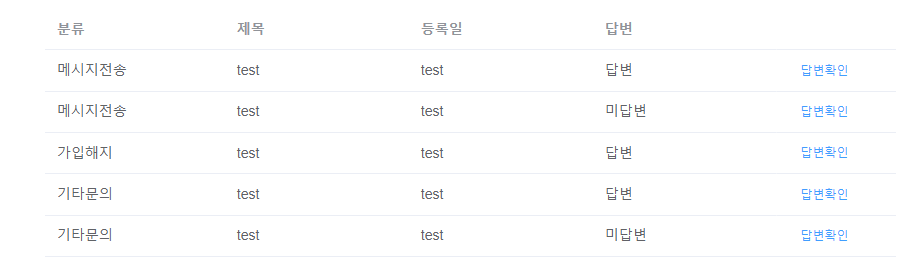 분류 제목 등록일 답변
메시지전송 test test 답변 답변확인
메시지전송 test test 미답변 답변확인
가입해지 test test 답변 답변확인
기타문의 test test 답변 답변확인
기타문의 test test 미답변 답변확인